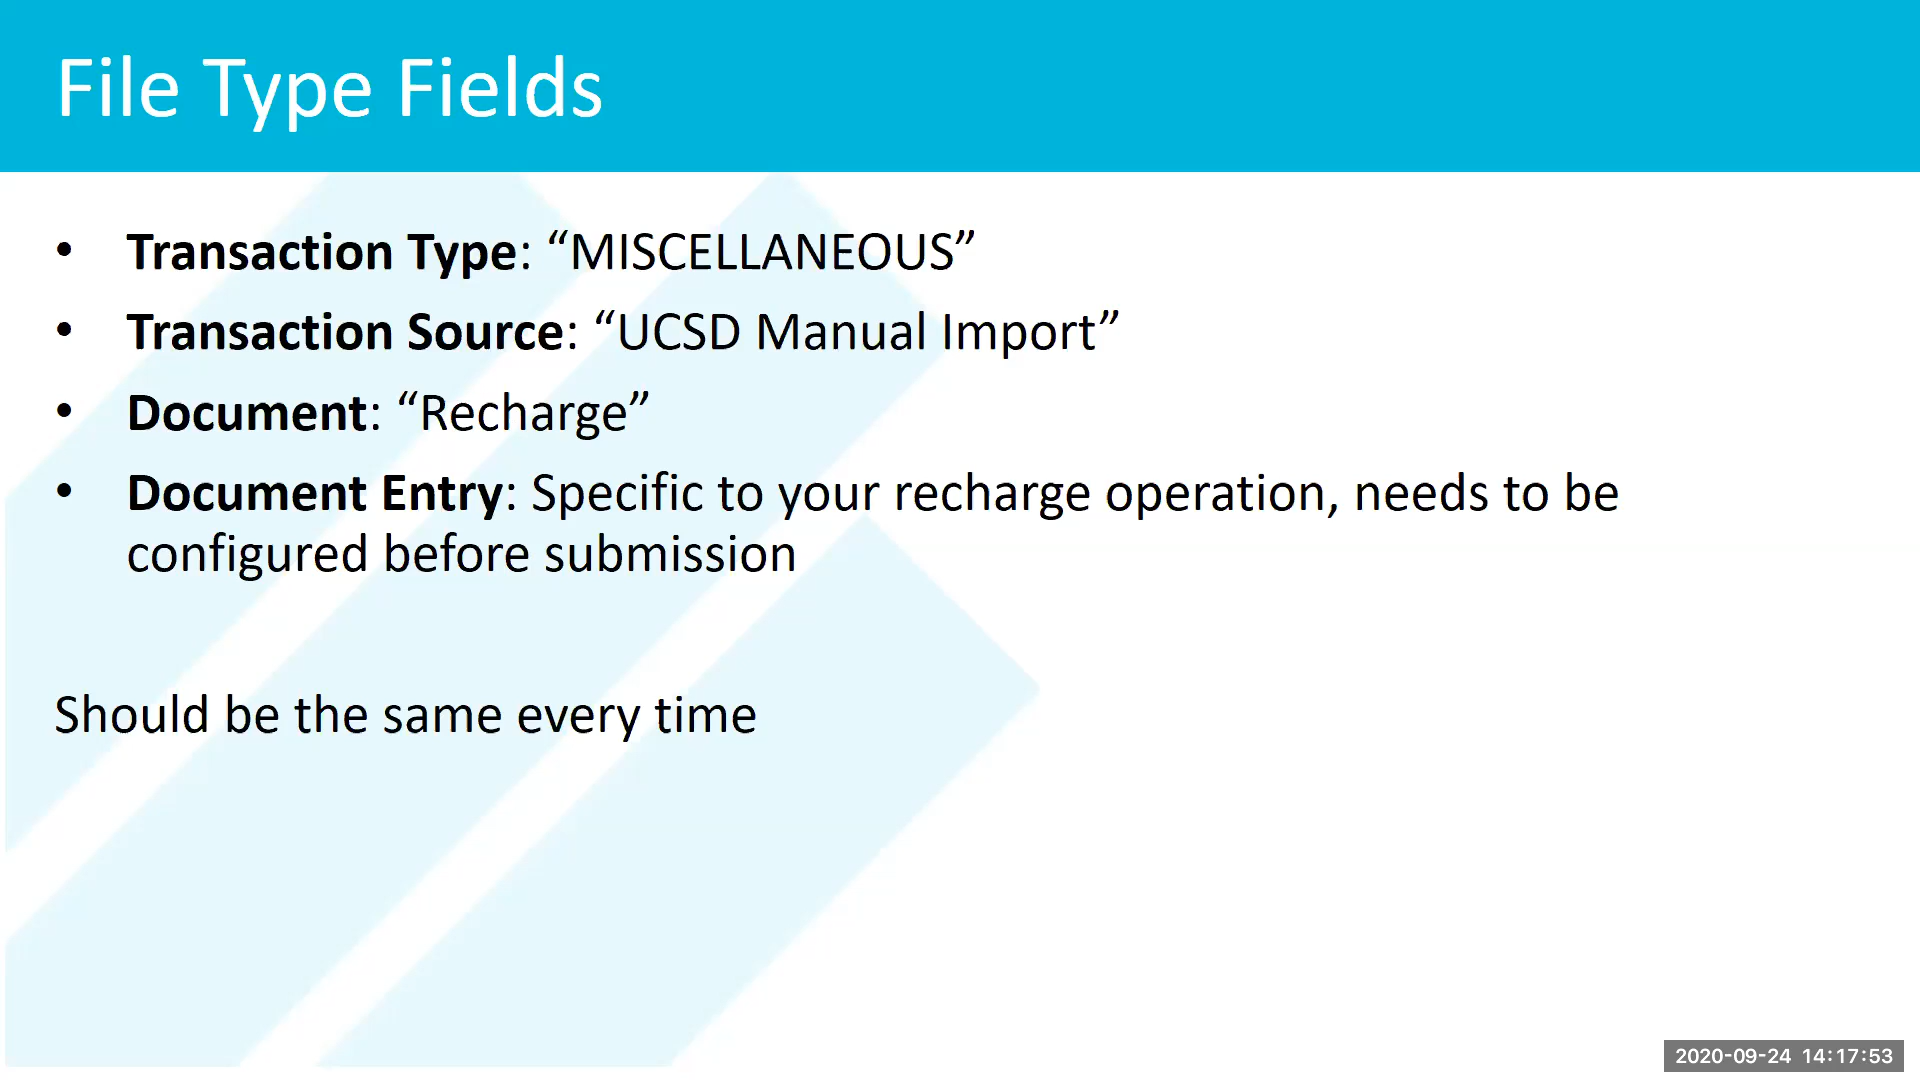 File Type Fields
• Transaction Type: “MISCELLANEOUS”
• Transaction Source: “UCSD Manual Import”
• Document: “Recharge”
• Document Entry: Specific to your recharge operation, needs to be
configured before submission
Should be the same every time
2020-09-24 14:17:53